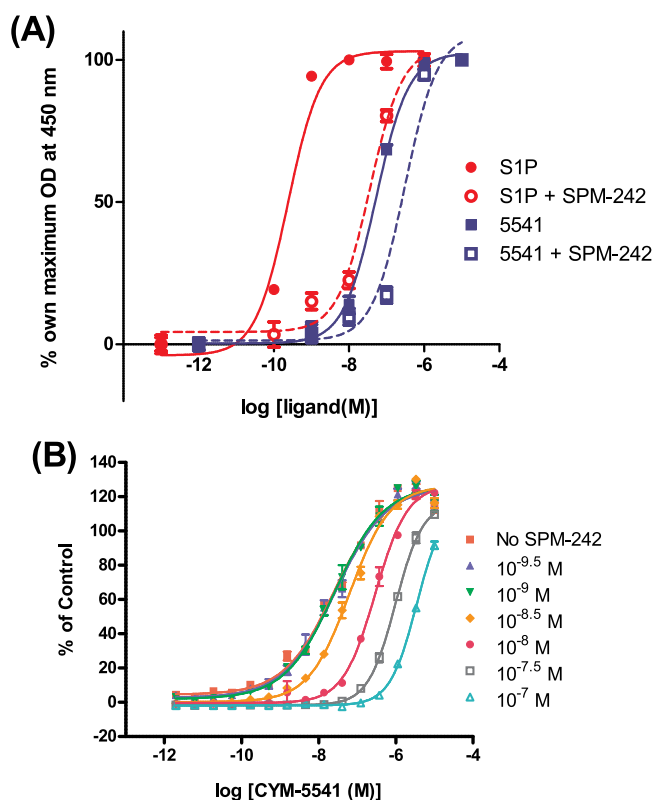 (A)
% own maximum OD at 450 nm
100
50
0
-12
-10
-8
-6
-4
log [ligand(M)]
S1P
S1P + SPM-242
5541
5541 + SPM-242
(B)
% of Control
140
120
100
80
60
40
20
0
-20
-12
-10
-8
-6
-4
log [CYM-5541 (M)]
No SPM-242
10^-9.5 M
10^-9 M
10^-8.5 M
10^-8 M
10^-7.5 M
10^-7 M